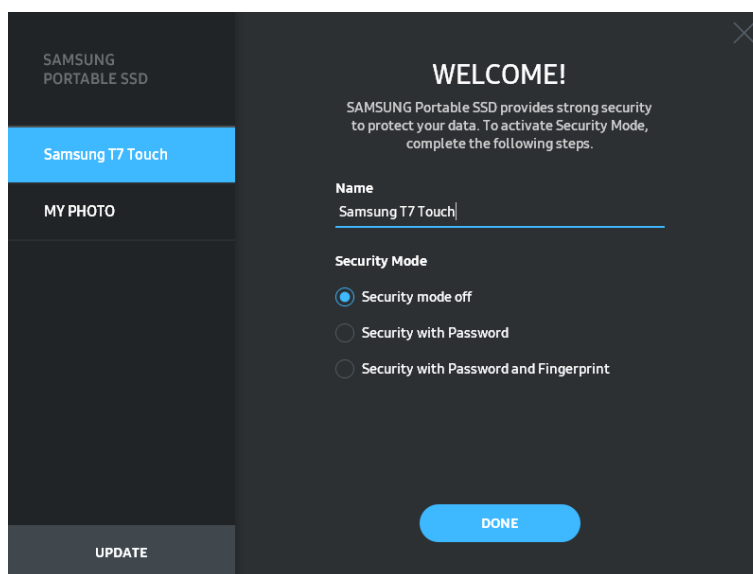 SAMSUNG
PORTABLE SSD
Samsung T7 Touch
MY PHOTO
UPDATE
WELCOME!
SAMSUNG Portable SSD provides strong security
to protect your data. To activate Security Mode,
complete the following steps.
Name
Samsung T7 Touch
Security Mode
Security mode off
Security with Password
Security with Password and Fingerprint
DONE